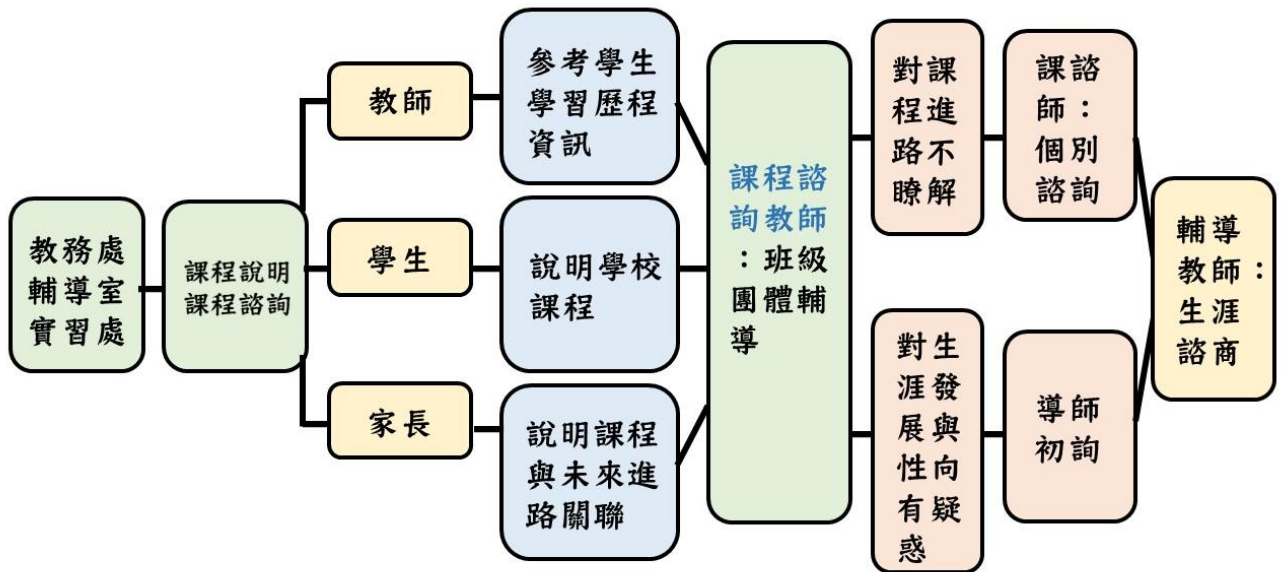 教務處
輔導室
實習處
課程說明
課程諮詢
教師
學生
家長
參考學生
學習歷程
資訊
說明學校
課程
說明課程
與未來進
路關聯
課程諮
詢教師
：班級
團體輔
導
對課
程進
路不
瞭解
對生
涯發
展與
性向
有疑
惑
課諮
師：
個別
諮詢
導師
初詢
輔導
教師：
生涯
諮商